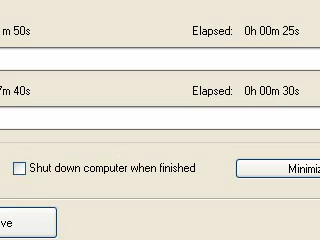 m 50s Elapsed: 0h 00m 25s
7m 40s Elapsed: 0h 00m 30s
Shut down computer when finished Minimiz
ve